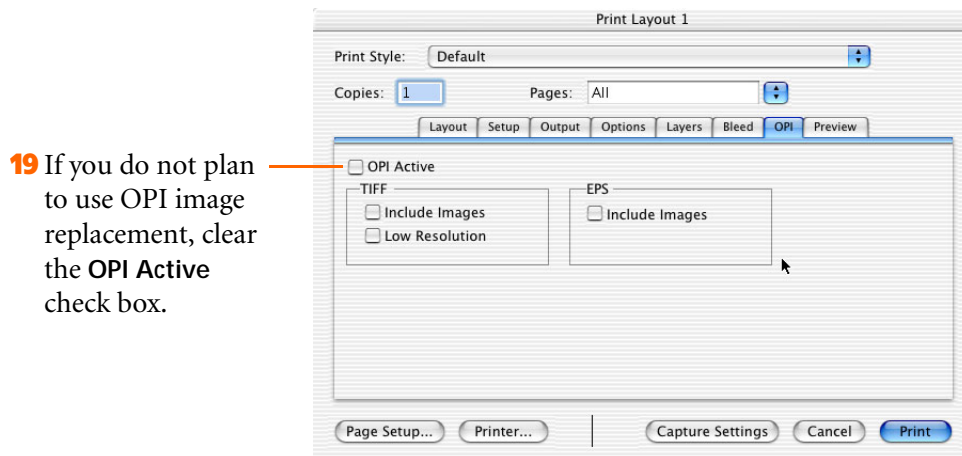 19 If you do not plan
to use OPI image
replacement, clear
the OPI Active
check box.
Print Layout 1
Print Style: Default
Copies: 1 Pages: All
Layout Setup Output Options Layers Bleed OPI Preview
OPI Active
TIFF EPS
Include Images Include Images
Low Resolution
Page Setup... Printer... Capture Settings Cancel Print